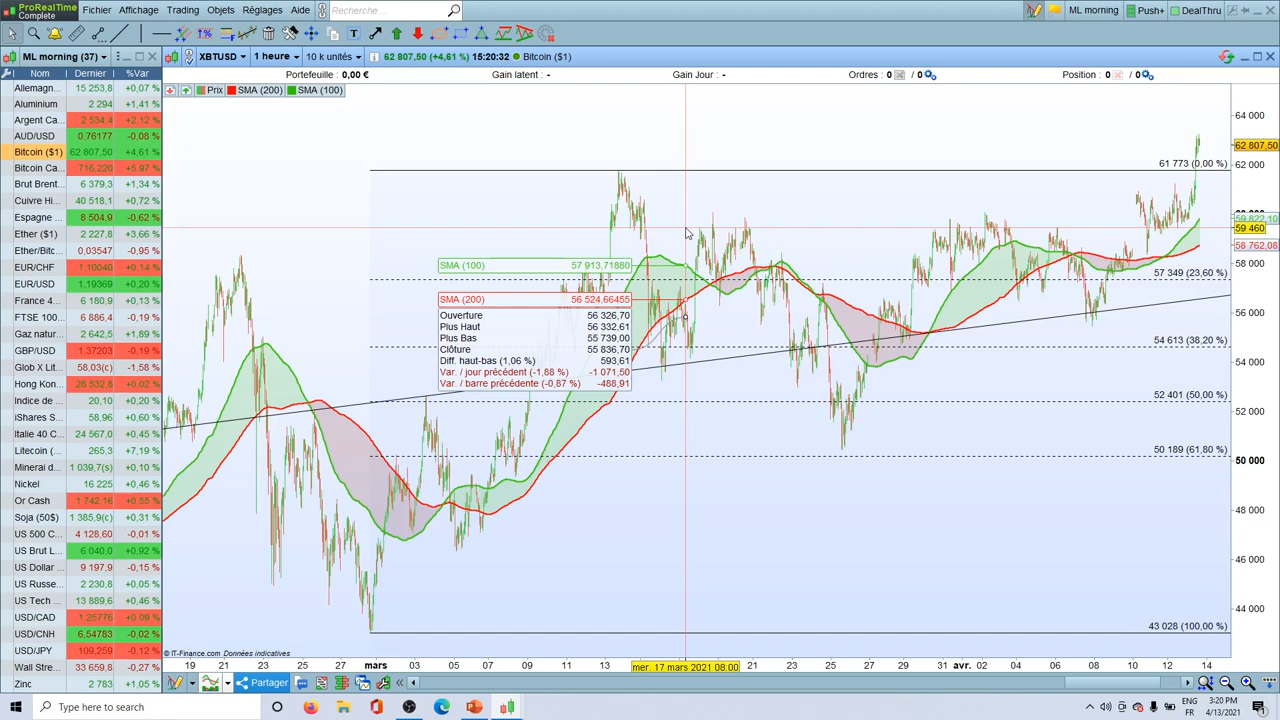 ProRealTime
Complete
Fichier Affichage Trading Objets Réglages Aide Recherche ML morning Push+ DealThru
ML morning (37) XBTUSD 1 heure 10 k unités 62 807,50 (+4,61 %) 15:20:32 Bitcoin ($1)
Nom Dernier %Var
Portefeuille : 0,00 € Gain latent : - Gain Jour : - Ordres : 0 / 0 Position : 0 / 0
Prix SMA (200) SMA (100)
Allemagn... 15 253,8 +0,07 %
Aluminium 2 294 +1,41 %
Argent Ca... 2 534,4 +2,12 %
AUD/USD 0,76177 -0,08 %
Bitcoin ($1) 62 807,50 +4,61 %
Bitcoin Ca... 716,220 +5,97 %
Brut Brent... 6 379,3 +1,34 %
Cuivre Hi... 40 518,1 +0,72 %
Espagne ... 8 504,9 -0,62 %
Ether ($1) 2 227,8 +3,66 %
Ether/Bitc... 0,03547 -0,95 %
EUR/CHF 1,10040 +0,14 %
EUR/USD 1,19369 +0,20 %
France 4... 6 180,9 +0,13 %
FTSE 100... 6 886,4 -0,19 %
Gaz natur... 2 642,5 +1,89 %
GBP/USD 1,37203 -0,19 %
Glob X Lit... 58,03(c) -1,58 %
Hong Kon... 28 532,6 +0,02 %
Indice de ... 20,10 +0,20 %
iShares S... 58,96 +0,60 %
Italie 40 C... 24 567,0 +0,45 %
Litecoin (... 265,3 +7,19 %
Minerai d... 1 039,7(s) +0,10 %
Nickel 16 225 +0,46 %
Or Cash 1 742,16 +0,55 %
Soja (50$) 1 385,9(c) +0,31 %
US 500 C... 4 128,60 -0,01 %
US Brut L... 6 040,0 +0,92 %
US Dollar ... 9 197,9 -0,15 %
US Russe... 2 230,8 +0,05 %
US Tech ... 13 889,6 +0,46 %
USD/CAD 1,25776 +0,09 %
USD/CNH 6,54783 -0,02 %
USD/JPY 109,259 -0,12 %
Wall Stre... 33 659,8 -0,27 %
Zinc 2 783 +1,05 %
SMA (100) 57 913,71880
SMA (200) 56 524,66455
Ouverture 56 326,70
Plus Haut 56 332,61
Plus Bas 55 739,00
Clôture 55 836,70
Diff. haut-bas (1,06 %) 593,61
Var. / jour précédent (-1,88 %) -1 071,50
Var. / barre précédente (-0,87 %) -488,91
61 773 (0,00 %)
57 349 (23,60 %)
54 613 (38,20 %)
52 401 (50,00 %)
50 189 (61,80 %)
43 028 (100,00 %)
64 000
62 807,50
62 000
59 822,10
59 460
58 762,08
58 000
56 000
54 000
52 000
50 000
48 000
46 000
44 000
© IT-Finance.com Données indicatives
19 21 23 25 27 mars 03 05 07 09 11 13 mer. 17 mars 2021 08:00 19 21 23 25 27 29 31 avr. 02 04 06 08 10 12 14
Partager
Type here to search
ENG 3:20 PM
FR 4/13/2021